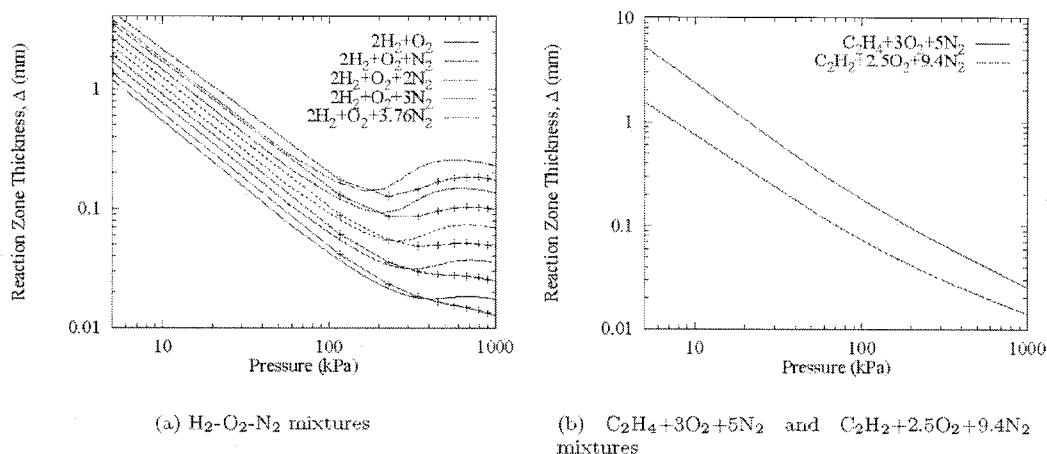 Reaction Zone Thickness, Δ (mm)
1
0.1
0.01
2H₂+O₂
2H₂+O₂+N₂
2H₂+O₂+2N₂
2H₂+O₂+3N₂
2H₂+O₂+3.76N₂
10
100
1000
Pressure (kPa)
(a) H₂-O₂-N₂ mixtures
Reaction Zone Thickness, Δ (mm)
10
1
0.1
0.01
C₂H₄+3O₂+5N₂
C₂H₂+2.5O₂+9.4N₂
10
100
1000
Pressure (kPa)
(b) C₂H₄+3O₂+5N₂ and C₂H₂+2.5O₂+9.4N₂
mixtures